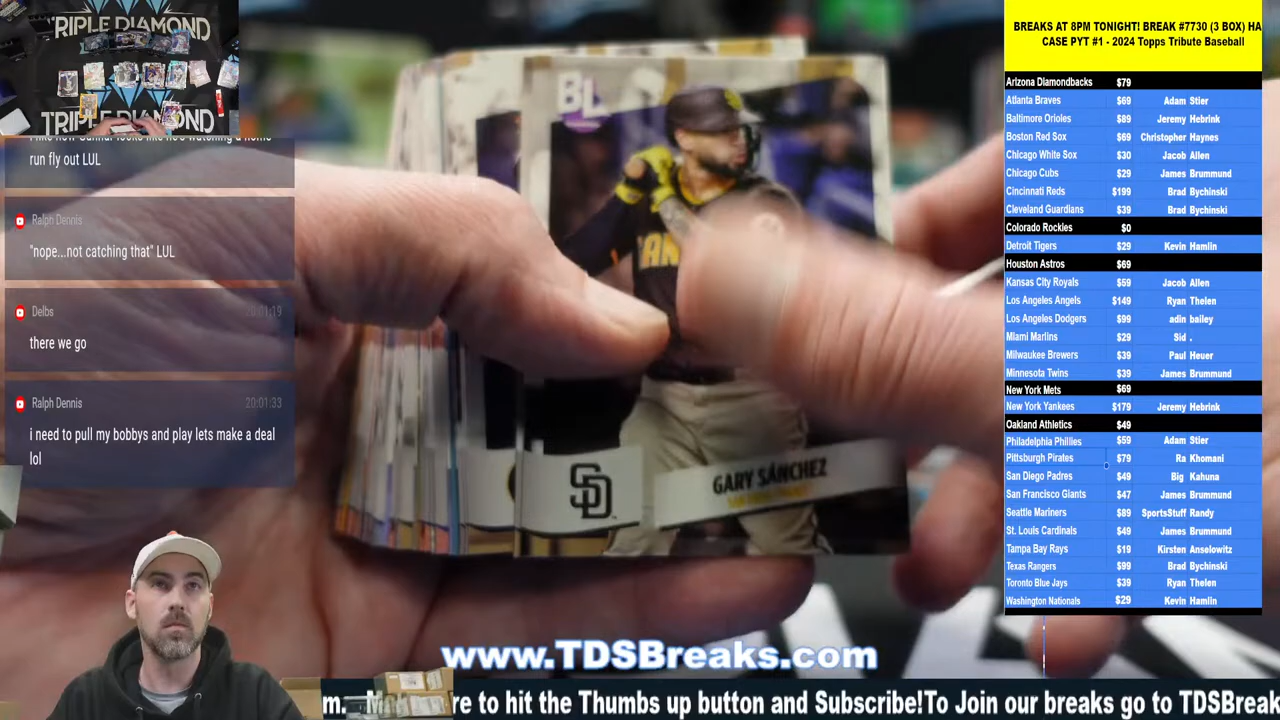 TRIPLE DIAMOND
TRIPLE DIAMOND
run fly out LUL
Ralph Dennis
"nope...not catching that" LUL
Delbs 20:01:19
there we go
Ralph Dennis 20:01:33
i need to pull my bobbys and play lets make a deal
lol
BL
SAN
SD
GARY SÁNCHEZ
BREAKS AT 8PM TONIGHT! BREAK #7730 (3 BOX) HA
CASE PYT #1 - 2024 Topps Tribute Baseball
Arizona Diamondbacks $79
Atlanta Braves $69 Adam Stier
Baltimore Orioles $89 Jeremy Hebrink
Boston Red Sox $69 Christopher Haynes
Chicago White Sox $30 Jacob Allen
Chicago Cubs $29 James Brummund
Cincinnati Reds $199 Brad Bychinski
Cleveland Guardians $39 Brad Bychinski
Colorado Rockies $0
Detroit Tigers $29 Kevin Hamlin
Houston Astros $69
Kansas City Royals $59 Jacob Allen
Los Angeles Angels $149 Ryan Thelen
Los Angeles Dodgers $99 adin bailey
Miami Marlins $29 Sid .
Milwaukee Brewers $39 Paul Heuer
Minnesota Twins $39 James Brummund
New York Mets $69
New York Yankees $179 Jeremy Hebrink
Oakland Athletics $49
Philadelphia Phillies $59 Adam Stier
Pittsburgh Pirates $79 Ra Khomani
San Diego Padres $49 Big Kahuna
San Francisco Giants $47 James Brummund
Seattle Mariners $89 SportsStuff Randy
St. Louis Cardinals $49 James Brummund
Tampa Bay Rays $19 Kirsten Anselowitz
Texas Rangers $99 Brad Bychinski
Toronto Blue Jays $39 Ryan Thelen
Washington Nationals $29 Kevin Hamlin
www.TDSBreaks.com
re to hit the Thumbs up button and Subscribe!To Join our breaks go to TDSBreak